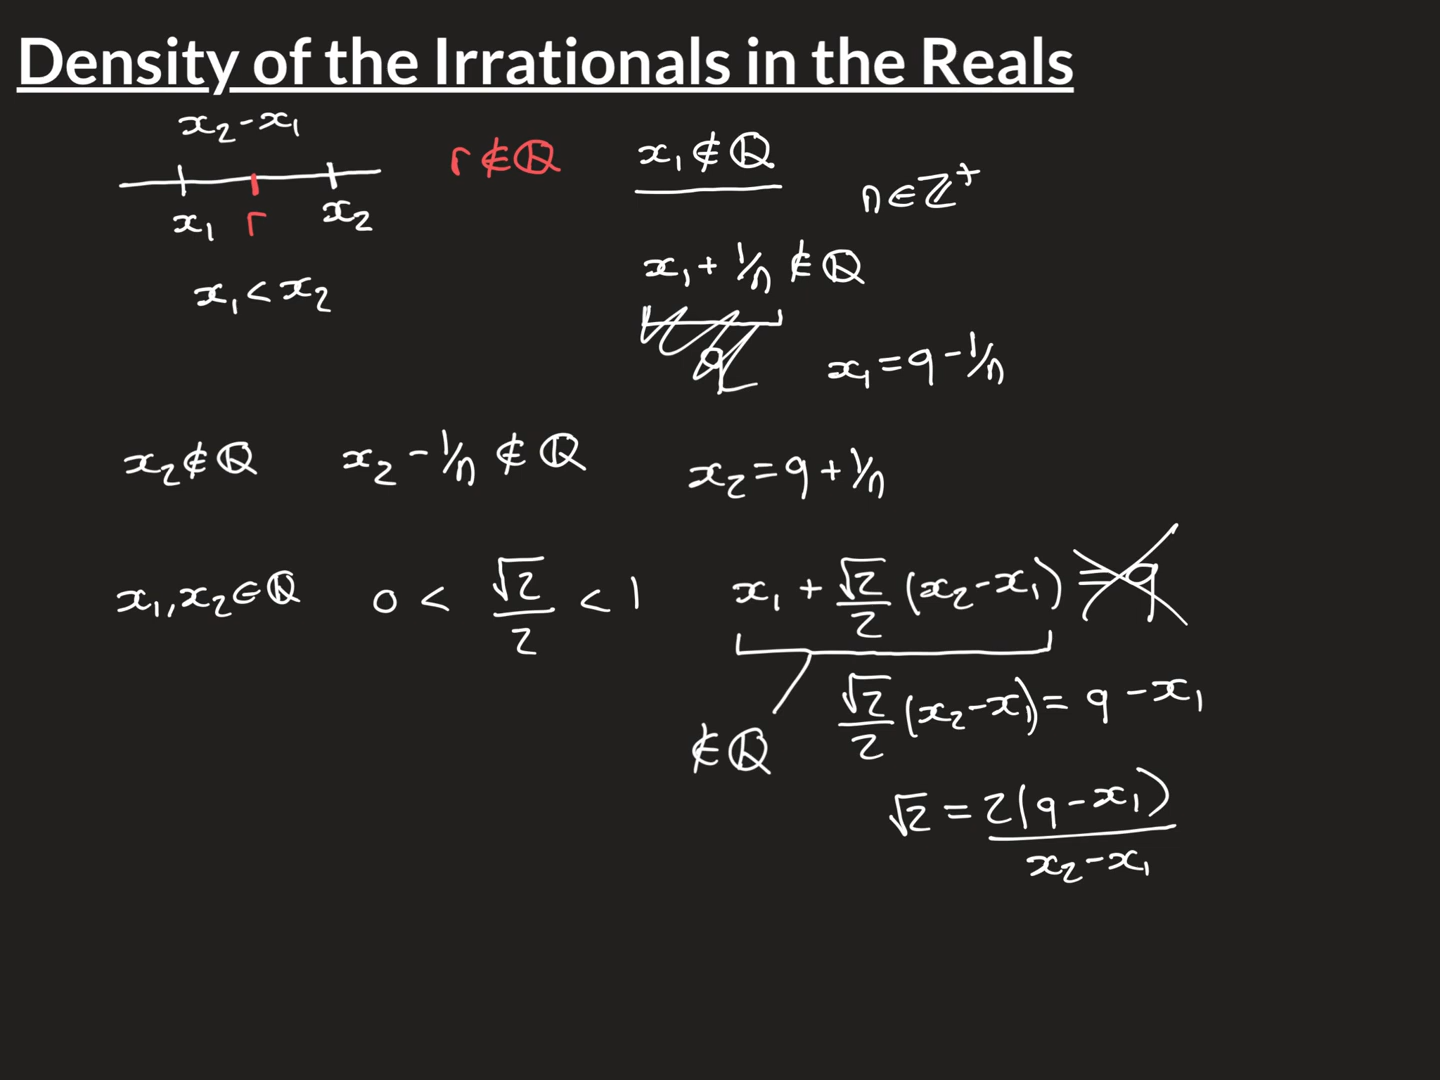 Density of the Irrationals in the Reals
x₂ - x₁
x₁ r x₂
x₁ < x₂
r ∉ ℚ
x₁ ∉ ℚ
n ∈ ℤ⁺
x₁ + 1/n ∉ ℚ
q
x₁ = q - 1/n
x₂ ∉ ℚ x₂ - 1/n ∉ ℚ x₂ = q + 1/n
x₁, x₂ ∈ ℚ 0 < √2/2 < 1 x₁ + √2/2 (x₂ - x₁) = q
∉ ℚ
√2/2 (x₂ - x₁) = q - x₁
√2 = 2(q - x₁)/(x₂ - x₁)